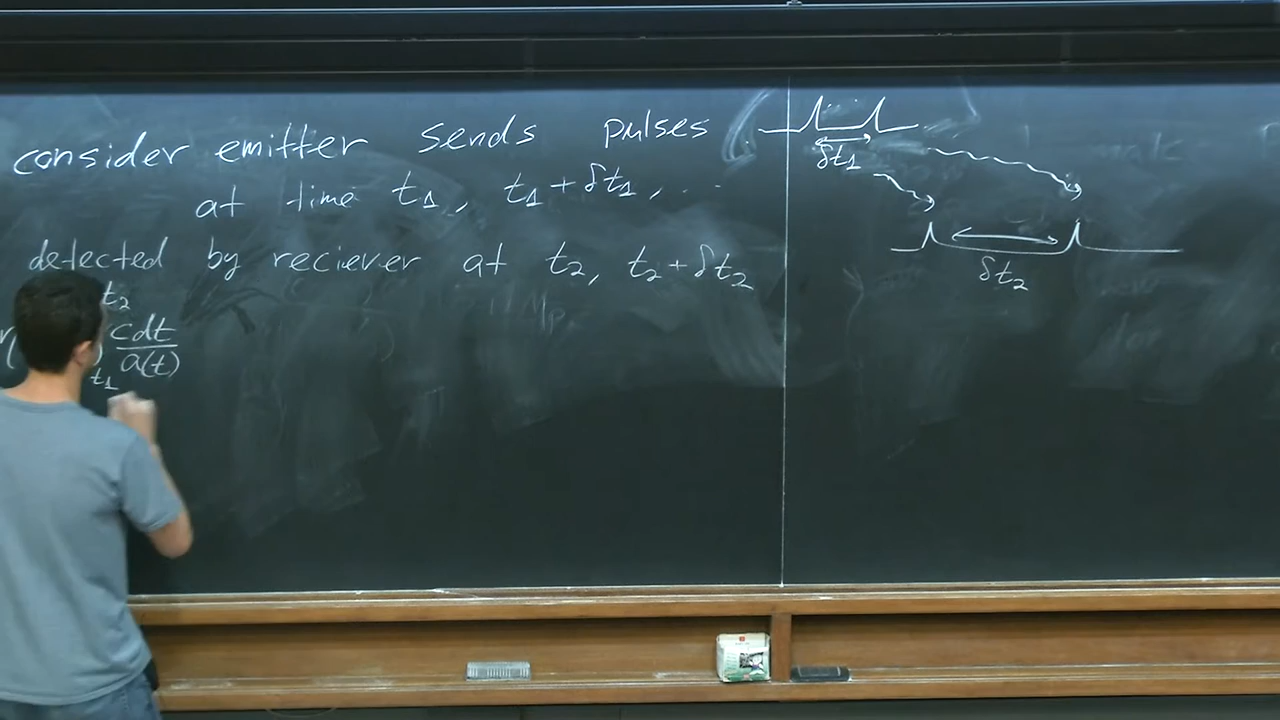 consider emitter sends pulses
at time t₁, t₁ + δt₁, ...
detected by reciever at t₂, t₂ + δt₂
t₂
r( ) cdt / a(t)
t₁
δt₁
δt₂